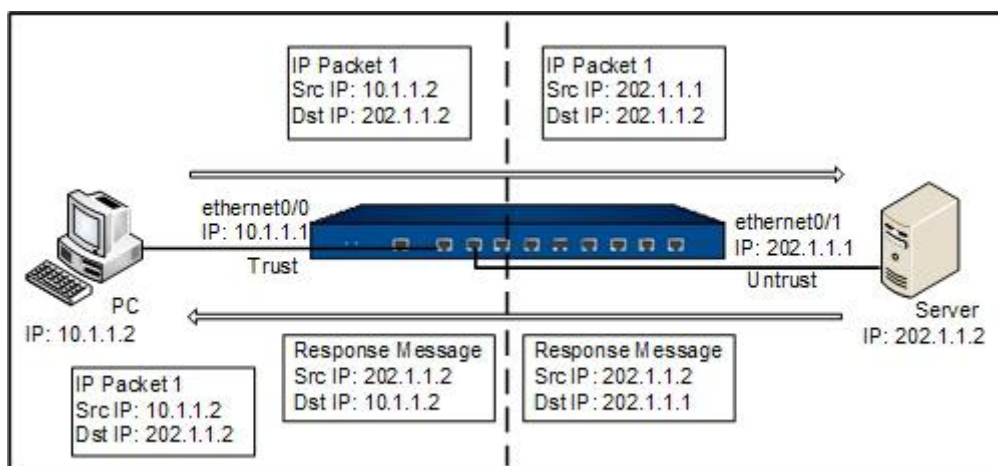 IP Packet 1
Src IP: 10.1.1.2
Dst IP: 202.1.1.2
IP Packet 1
Src IP: 202.1.1.1
Dst IP: 202.1.1.2
ethernet0/0
IP: 10.1.1.1
Trust
ethernet0/1
IP: 202.1.1.1
Untrust
PC
IP: 10.1.1.2
Server
IP: 202.1.1.2
Response Message
Src IP: 202.1.1.2
Dst IP: 10.1.1.2
Response Message
Src IP: 202.1.1.2
Dst IP: 202.1.1.1
IP Packet 1
Src IP: 10.1.1.2
Dst IP: 202.1.1.2